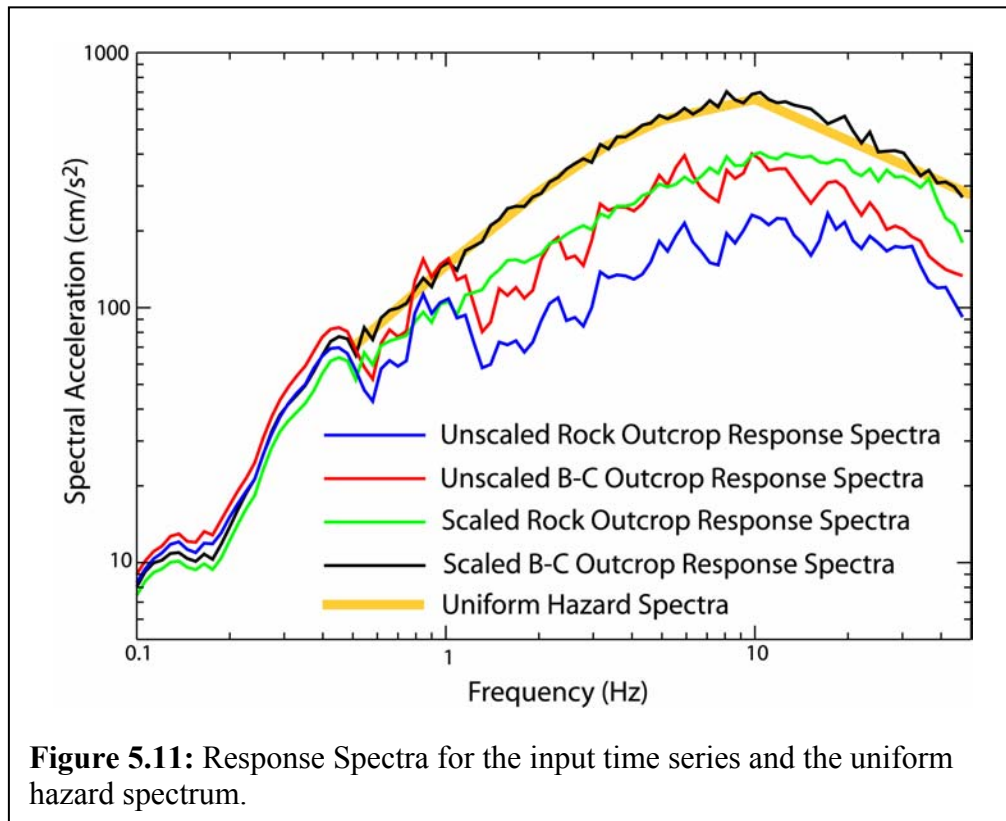 1000
100
10
Spectral Acceleration (cm/s²)
Unscaled Rock Outcrop Response Spectra
Unscaled B-C Outcrop Response Spectra
Scaled Rock Outcrop Response Spectra
Scaled B-C Outcrop Response Spectra
Uniform Hazard Spectra
0.1 1 10
Frequency (Hz)
Figure 5.11: Response Spectra for the input time series and the uniform
hazard spectrum.